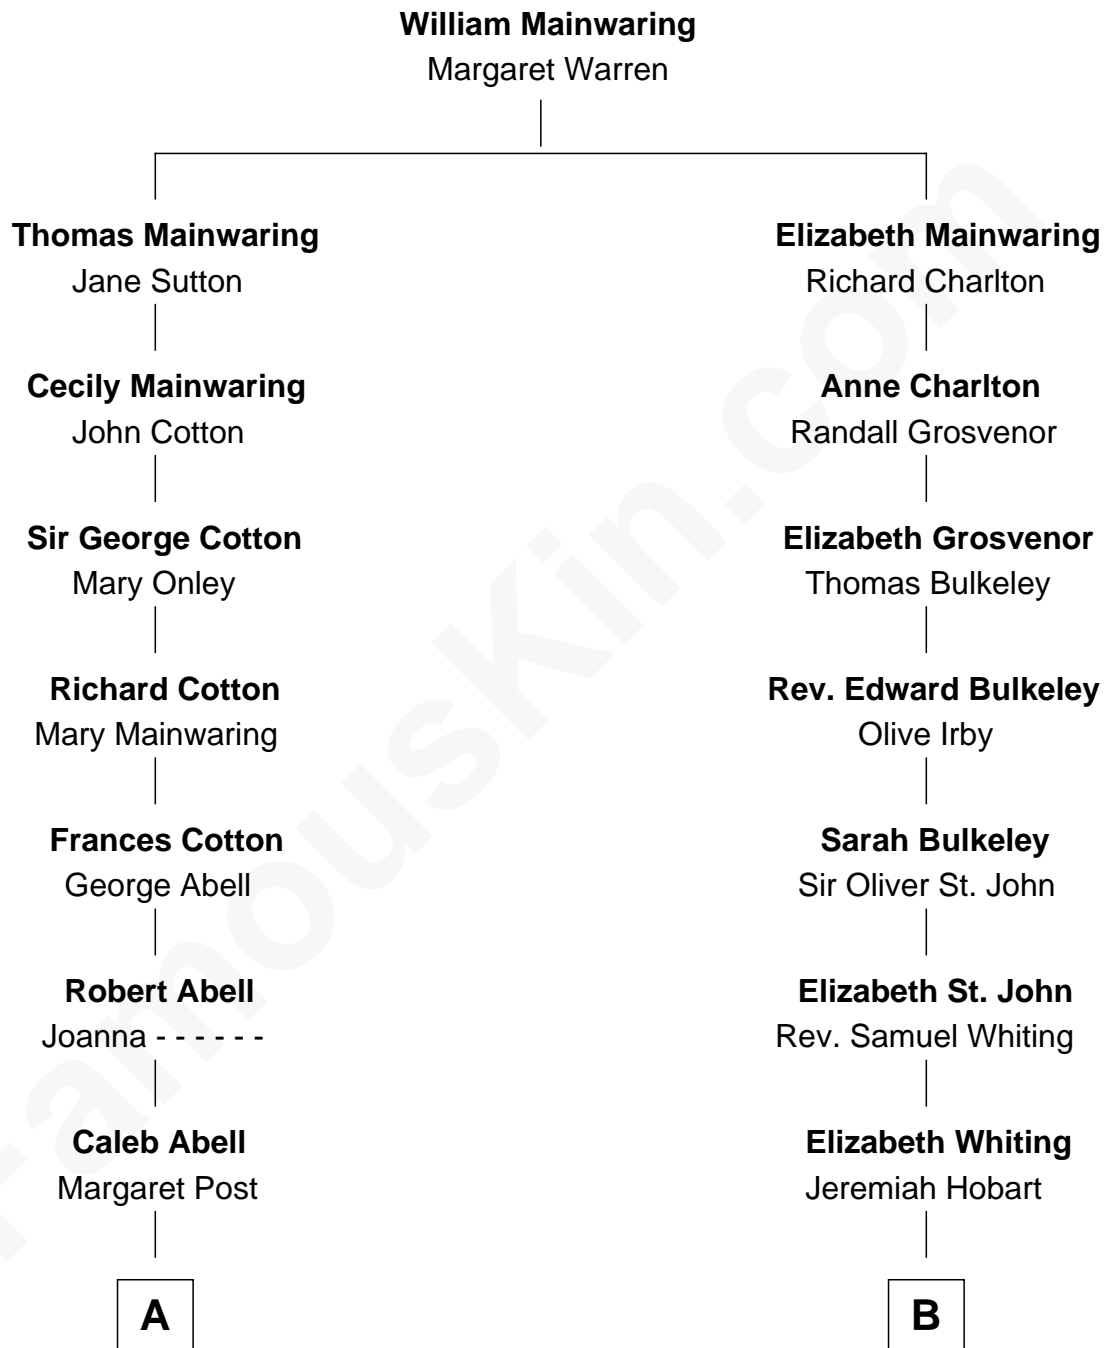 William Mainwaring
Margaret Warren
Thomas Mainwaring
Jane Sutton
Cecily Mainwaring
John Cotton
Sir George Cotton
Mary Onley
Richard Cotton
Mary Mainwaring
Frances Cotton
George Abell
Robert Abell
Joanna - - - - - -
Caleb Abell
Margaret Post
A
Elizabeth Mainwaring
Richard Charlton
Anne Charlton
Randall Grosvenor
Elizabeth Grosvenor
Thomas Bulkeley
Rev. Edward Bulkeley
Olive Irby
Sarah Bulkeley
Sir Oliver St. John
Elizabeth St. John
Rev. Samuel Whiting
Elizabeth Whiting
Jeremiah Hobart
B
FamousKin.com